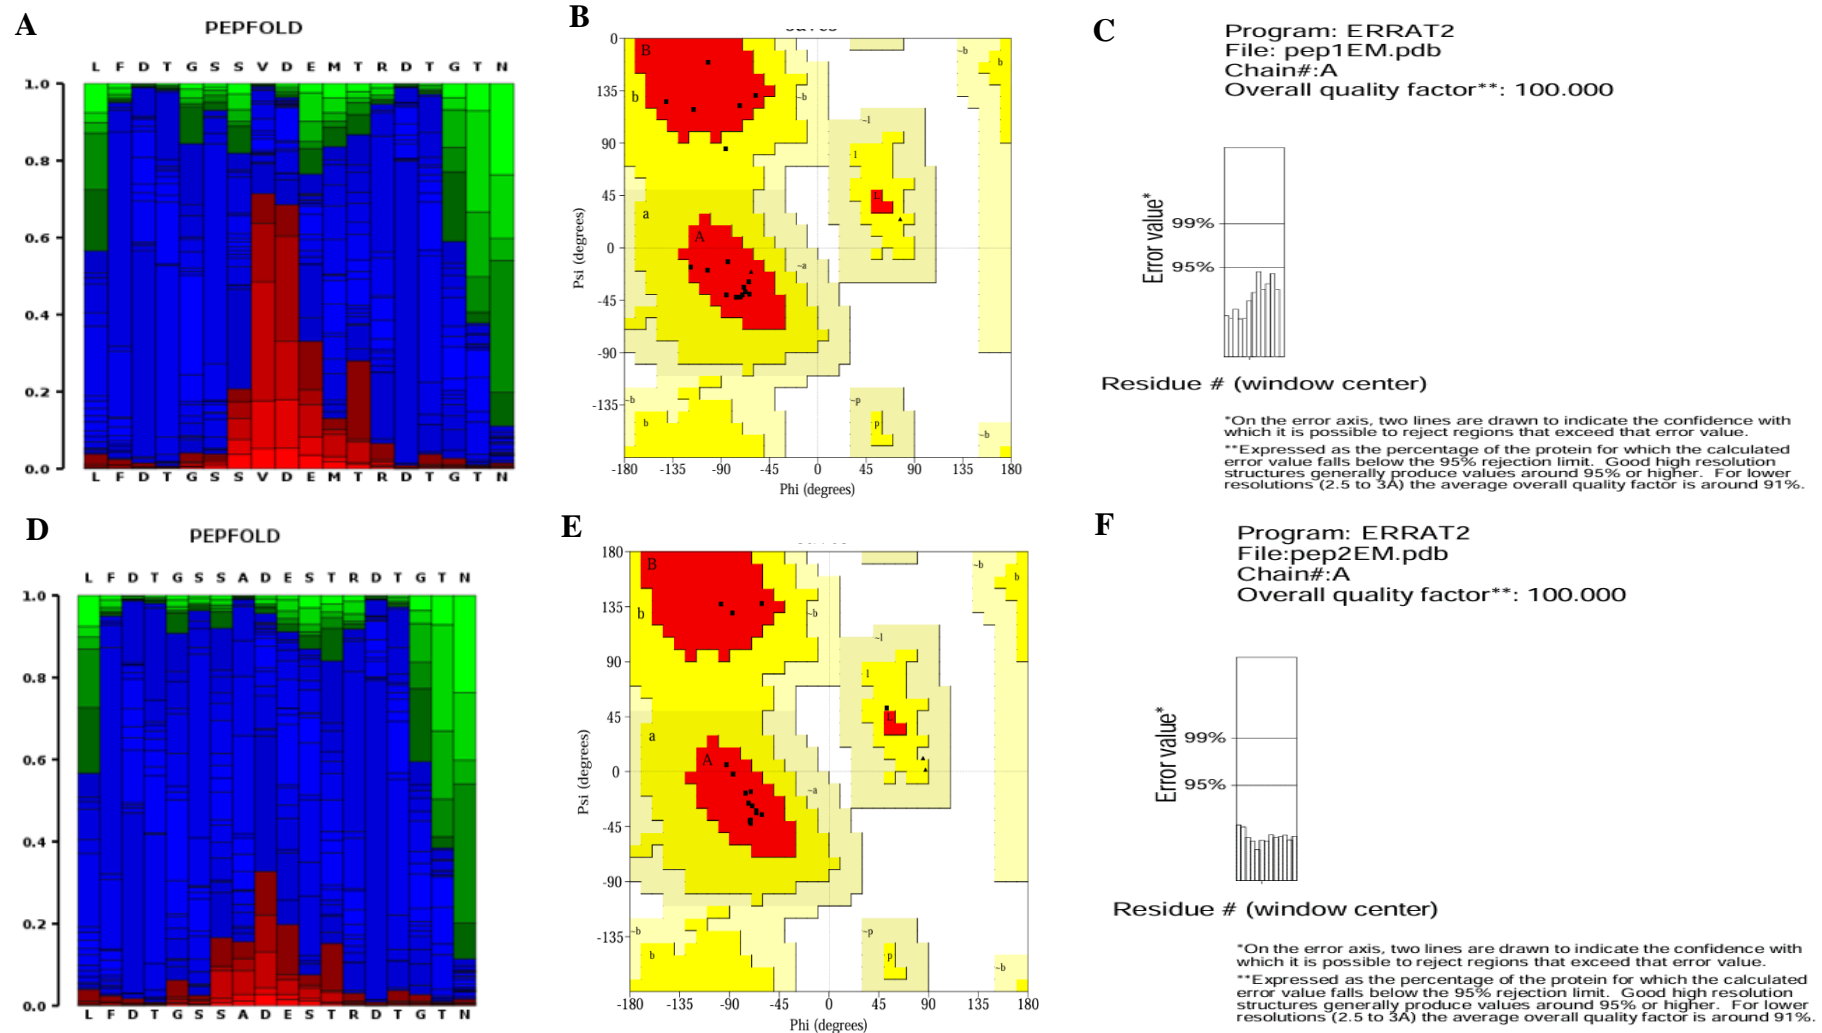 A
PEPFOLD
L F D T G S S V D E M T R D T G T N
1.0
0.8
0.6
0.4
0.2
0.0
L F D T G S S V D E M T R D T G T N
B
0
135
90
45
0
-45
-90
-135
-180 -135 -90 -45 0 45 90 135 180
Psi (degrees)
Phi (degrees)
B
b
a
A
~b
~b
b
~l
l
L
~a
~b
b
~p
p
~b
C
Program: ERRAT2
File: pep1EM.pdb
Chain#:A
Overall quality factor**: 100.000
Error value*
99%
95%
Residue # (window center)
*On the error axis, two lines are drawn to indicate the confidence with
which it is possible to reject regions that exceed that error value.
**Expressed as the percentage of the protein for which the calculated
error value falls below the 95% rejection limit. Good high resolution
structures generally produce values around 95% or higher. For lower
resolutions (2.5 to 3A) the average overall quality factor is around 91%.
D
PEPFOLD
L F D T G S S A D E S T R D T G T N
1.0
0.8
0.6
0.4
0.2
0.0
L F D T G S S A D E S T R D T G T N
E
180
135
90
45
0
-45
-90
-135
-180 -135 -90 -45 0 45 90 135 180
Psi (degrees)
Phi (degrees)
B
b
a
A
~b
~b
b
~l
l
L
~a
~b
b
~p
p
~b
F
Program: ERRAT2
File:pep2EM.pdb
Chain#:A
Overall quality factor**: 100.000
Error value*
99%
95%
Residue # (window center)
*On the error axis, two lines are drawn to indicate the confidence with
which it is possible to reject regions that exceed that error value.
**Expressed as the percentage of the protein for which the calculated
error value falls below the 95% rejection limit. Good high resolution
structures generally produce values around 95% or higher. For lower
resolutions (2.5 to 3A) the average overall quality factor is around 91%.